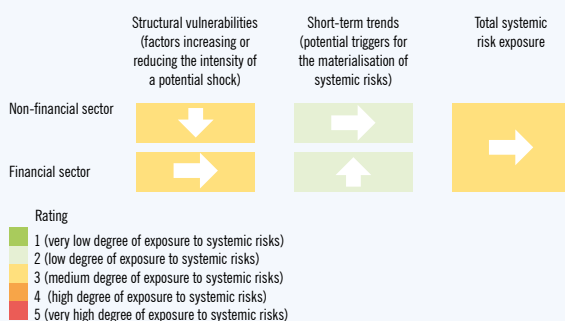 Structural vulnerabilities
(factors increasing or
reducing the intensity of
a potential shock)
Short-term trends
(potential triggers for
the materialisation of
systemic risks)
Total systemic
risk exposure
Non-financial sector
Financial sector
Rating
1 (very low degree of exposure to systemic risks)
2 (low degree of exposure to systemic risks)
3 (medium degree of exposure to systemic risks)
4 (high degree of exposure to systemic risks)
5 (very high degree of exposure to systemic risks)